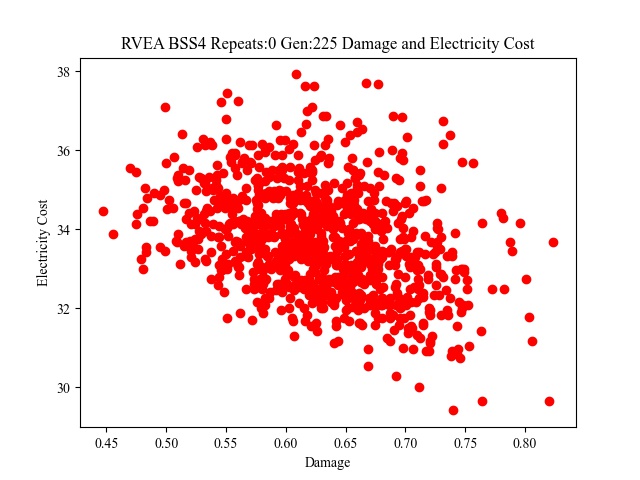 RVEA BSS4 Repeats:0 Gen:225 Damage and Electricity Cost
38
36
34
32
30
Electricity Cost
0.45 0.50 0.55 0.60 0.65 0.70 0.75 0.80
Damage